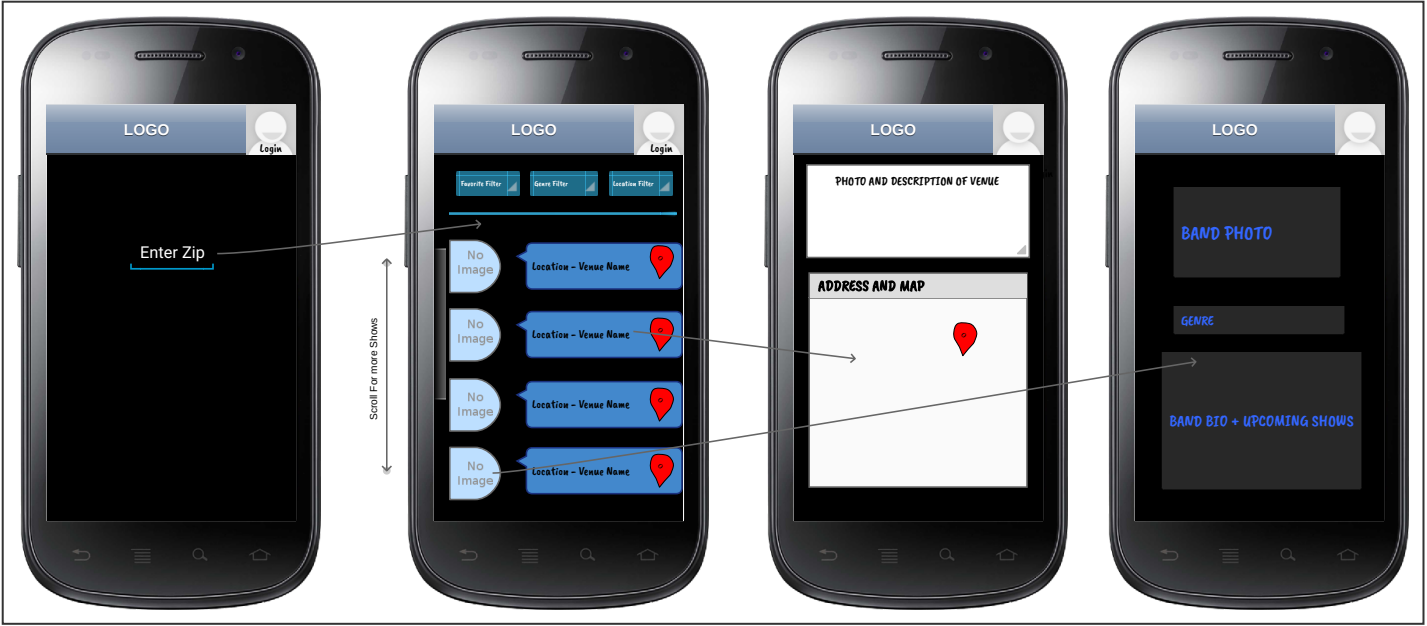 LOGO
Login
Enter Zip
Scroll For more Shows
LOGO
Login
Favorite Filter
Genre Filter
Location Filter
No
Image
Location - Venue Name
No
Image
Location - Venue Name
No
Image
Location - Venue Name
No
Image
Location - Venue Name
LOGO
PHOTO AND DESCRIPTION OF VENUE
ADDRESS AND MAP
LOGO
BAND PHOTO
GENRE
BAND BIO + UPCOMING SHOWS